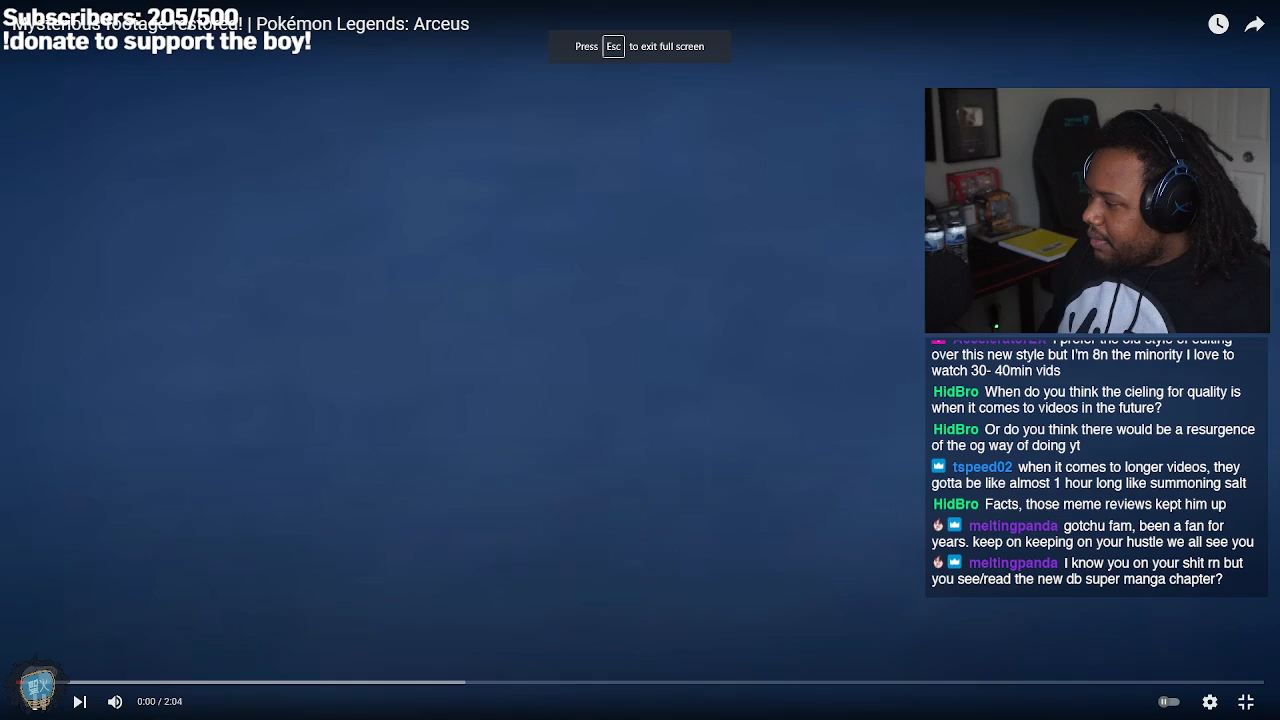 Subscribers: 205/500
Mysterious footage restored! | Pokémon Legends: Arceus
!donate to support the boy!
Press Esc to exit full screen
I prefer the old style of editing
over this new style but I'm 8n the minority I love to
watch 30- 40min vids
HidBro When do you think the cieling for quality is
when it comes to videos in the future?
HidBro Or do you think there would be a resurgence
of the og way of doing yt
tspeed02 when it comes to longer videos, they
gotta be like almost 1 hour long like summoning salt
HidBro Facts, those meme reviews kept him up
meltingpanda gotchu fam, been a fan for
years. keep on keeping on your hustle we all see you
meltingpanda I know you on your shit rn but
you see/read the new db super manga chapter?
0:00 / 2:04